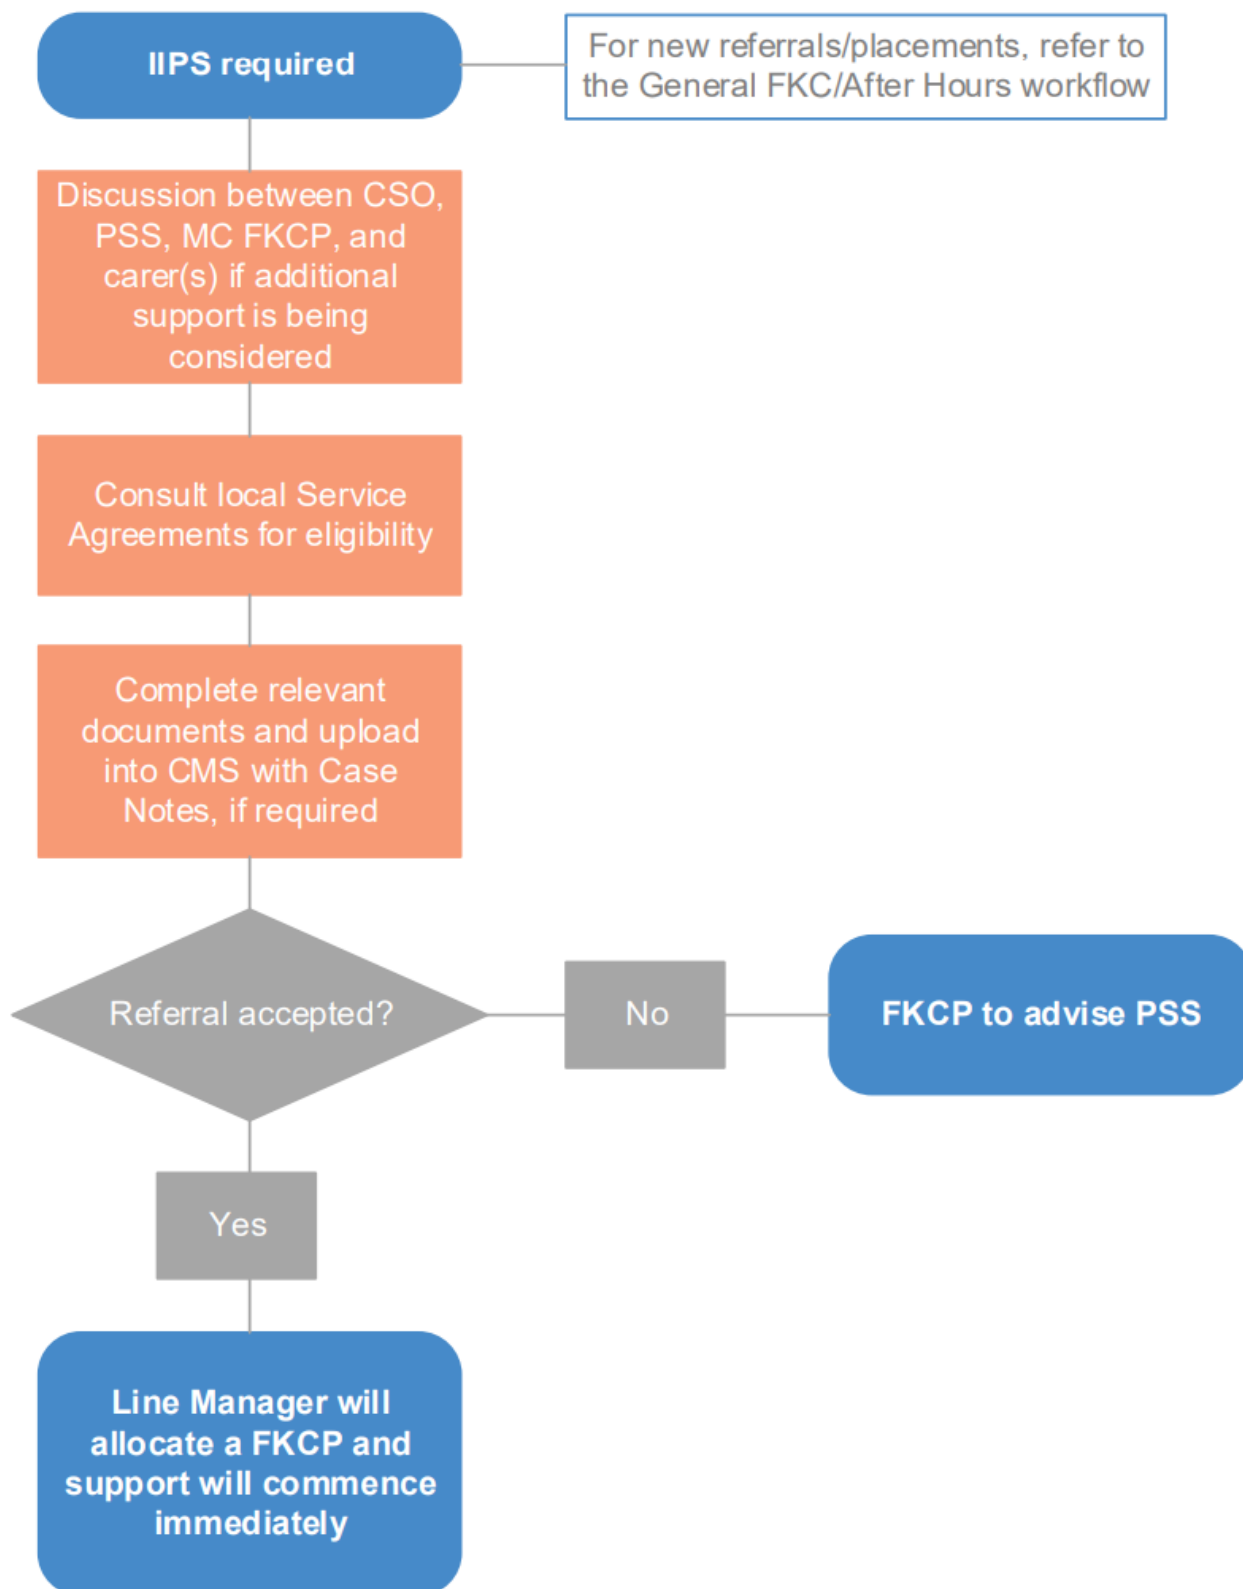 IIPS required
For new referrals/placements, refer to
the General FKC/After Hours workflow
Discussion between CSO,
PSS, MC FKCP, and
carer(s) if additional
support is being
considered
Consult local Service
Agreements for eligibility
Complete relevant
documents and upload
into CMS with Case
Notes, if required
Referral accepted?
No
FKCP to advise PSS
Yes
Line Manager will
allocate a FKCP and
support will commence
immediately